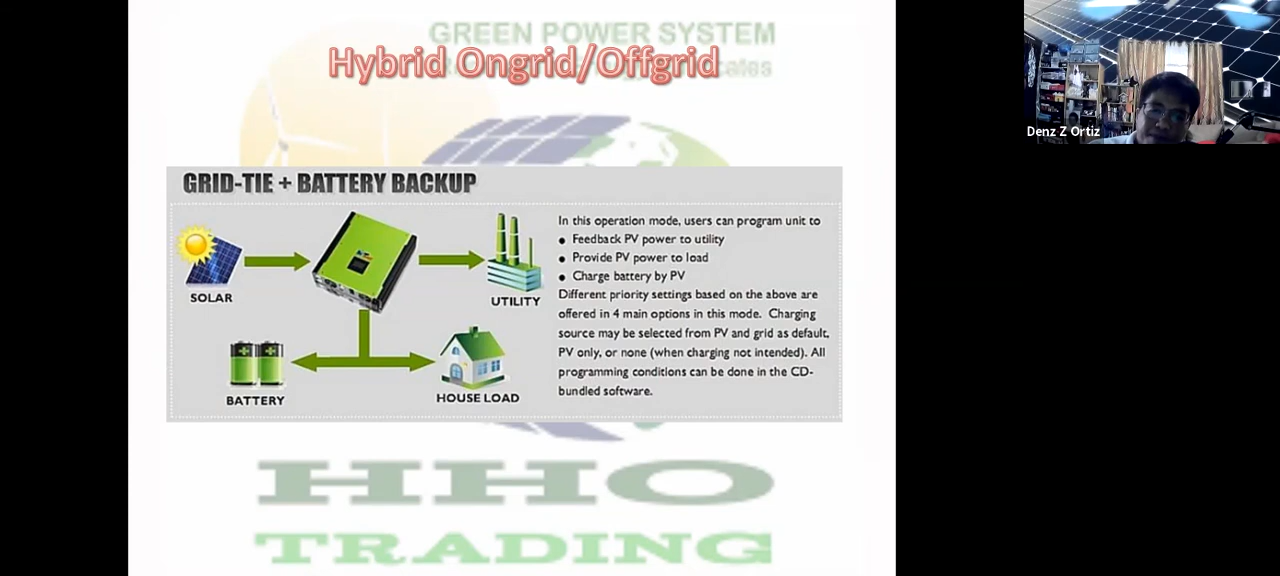 GREEN POWER SYSTEM
Hybrid Ongrid/Offgrid
GRID-TIE + BATTERY BACKUP
SOLAR
UTILITY
BATTERY
HOUSE LOAD
In this operation mode, users can program unit to
● Feedback PV power to utility
● Provide PV power to load
● Charge battery by PV
Different priority settings based on the above are
offered in 4 main options in this mode. Charging
source may be selected from PV and grid as default,
PV only, or none (when charging not intended). All
programming conditions can be done in the CD-
bundled software.
HHO
TRADING
Denz Z Ortiz